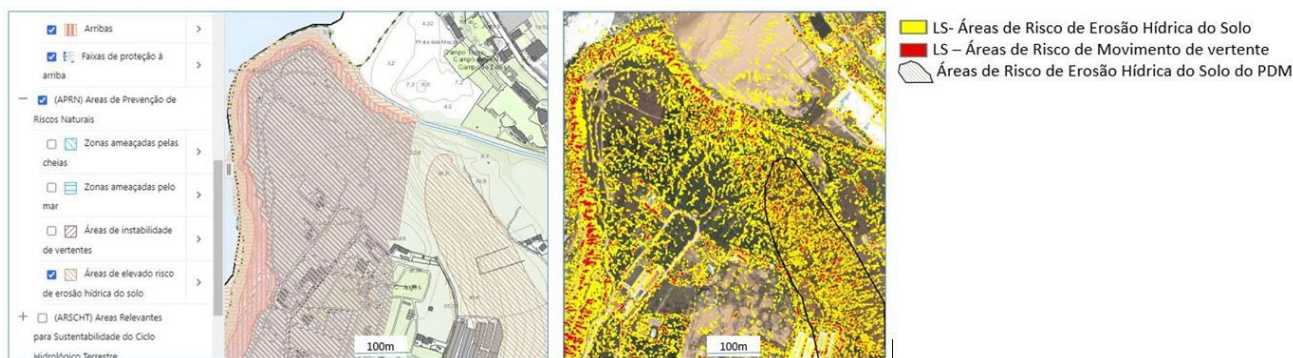 Arribas
Faixas de proteção à
arriba
(APRN) Areas de Prevenção de
Riscos Naturais
Zonas ameaçadas pelas
cheias
Zonas ameaçadas pelo
mar
Áreas de instabilidade
de vertentes
Áreas de elevado risco
de erosão hídrica do solo
(ARSCHT) Areas Relevantes
para Sustentabilidade do Ciclo
Hidrológico Terrestre
100m
100m
LS- Áreas de Risco de Erosão Hídrica do Solo
LS – Áreas de Risco de Movimento de vertente
Áreas de Risco de Erosão Hídrica do Solo do PDM